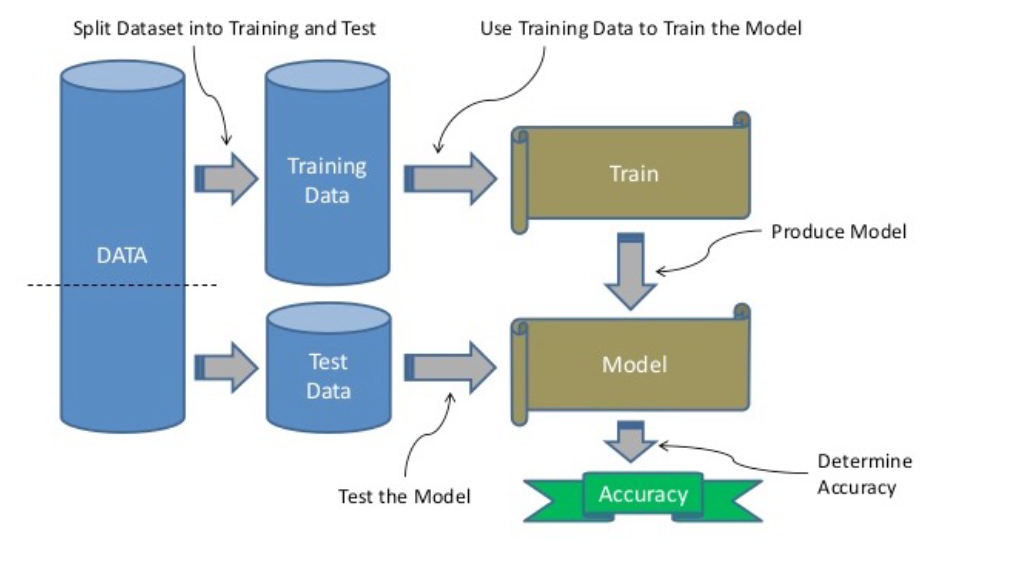 Split Dataset into Training and Test
Use Training Data to Train the Model
Training
Data
Train
DATA
Produce Model
Test
Data
Model
Test the Model
Determine
Accuracy
Accuracy